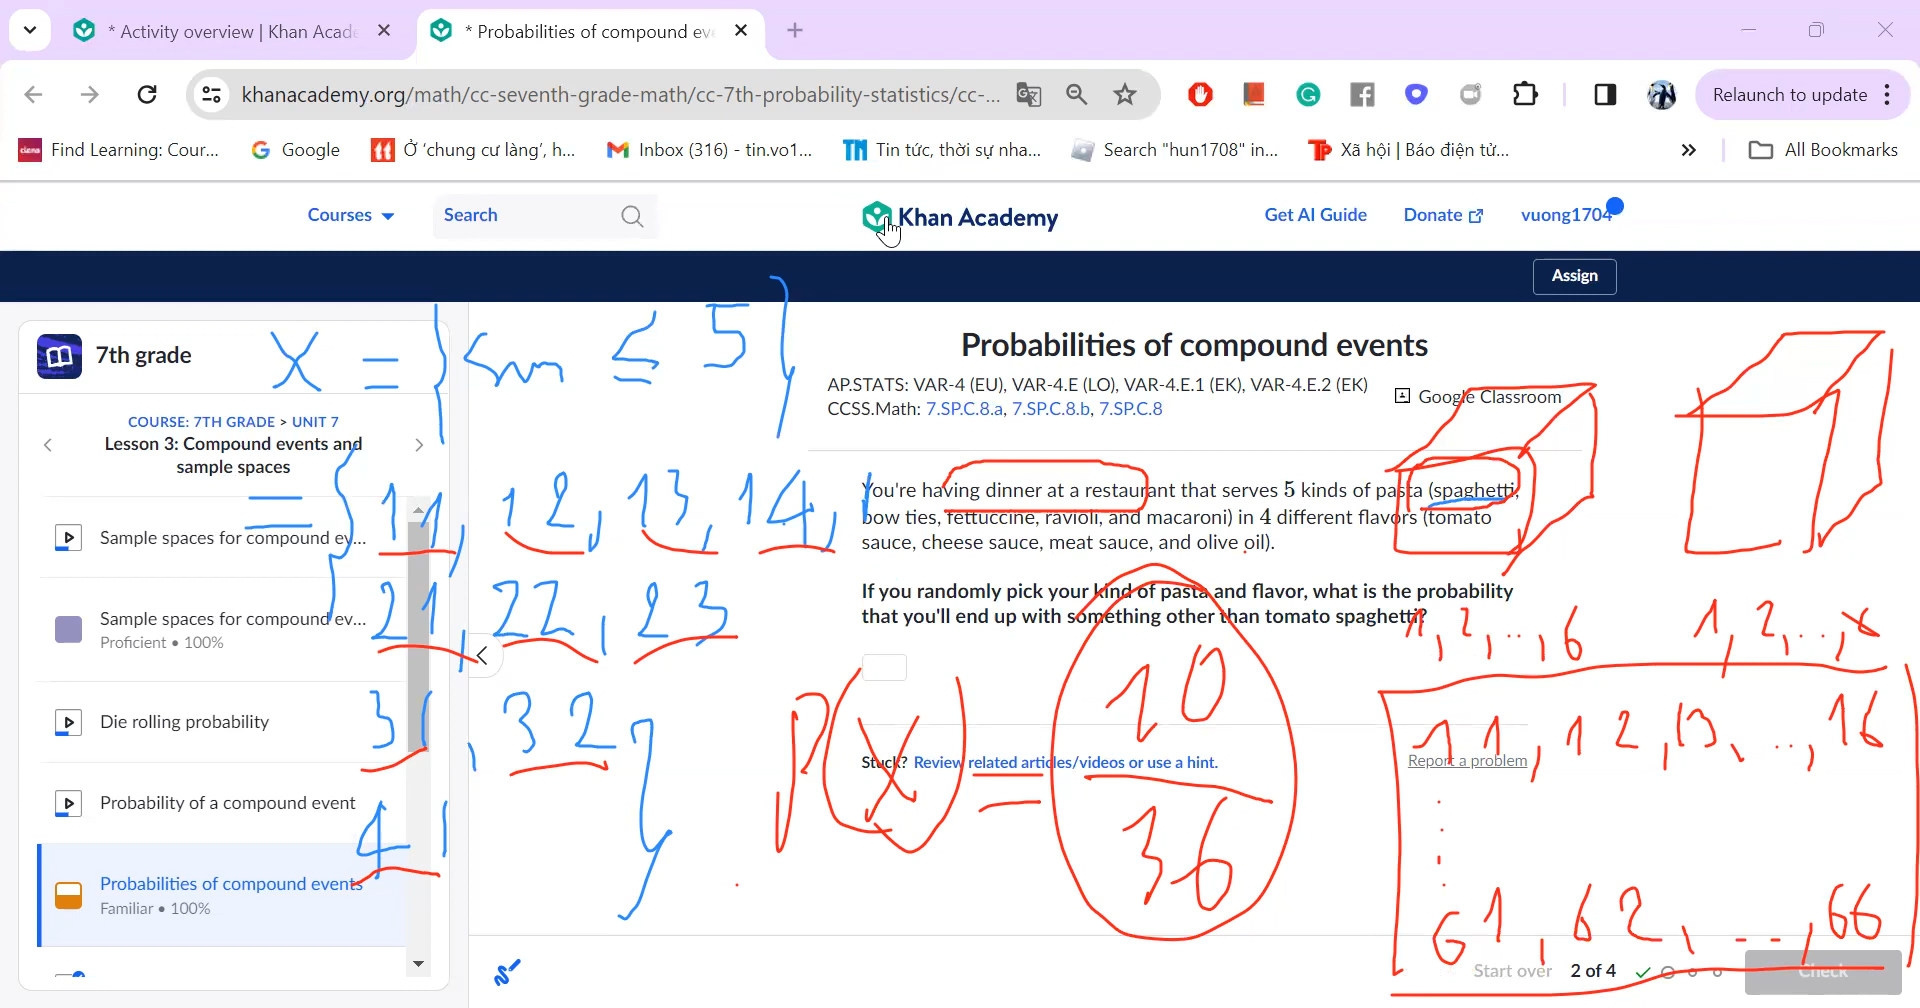 * Activity overview | Khan Acade
* Probabilities of compound eve
khanacademy.org/math/cc-seventh-grade-math/cc-7th-probability-statistics/cc-...
Relaunch to update
Find Learning: Cour...
Google
Ở 'chung cư làng', h...
Inbox (316) - tin.vo1...
Tin tức, thời sự nha...
Search "hun1708" in...
Xã hội | Báo điện tử...
All Bookmarks
Courses
Search
Khan Academy
Get AI Guide
Donate
vuong1704
Assign
7th grade
COURSE: 7TH GRADE > UNIT 7
Lesson 3: Compound events and
sample spaces
Sample spaces for compound ev...
Sample spaces for compound ev...
Proficient • 100%
Die rolling probability
Probability of a compound event
Probabilities of compound events
Familiar • 100%
X = { sum ≤ 5 }
= { 11, 12, 13, 14,
21, 22, 23
31, 32 }
41
Probabilities of compound events
AP.STATS: VAR-4 (EU), VAR-4.E (LO), VAR-4.E.1 (EK), VAR-4.E.2 (EK)
CCSS.Math: 7.SP.C.8.a, 7.SP.C.8.b, 7.SP.C.8
Google Classroom
You're having dinner at a restaurant that serves 5 kinds of pasta (spaghetti,
bow ties, fettuccine, ravioli, and macaroni) in 4 different flavors (tomato
sauce, cheese sauce, meat sauce, and olive oil).
If you randomly pick your kind of pasta and flavor, what is the probability
that you'll end up with something other than tomato spaghetti?
1, 2, .., 6
1, 2, .., 6
P(X) = 10
36
11, 12, 13, ..., 16
61, 62, ..., 66
Stuck? Review related articles/videos or use a hint.
Report a problem
Start over
2 of 4
Check